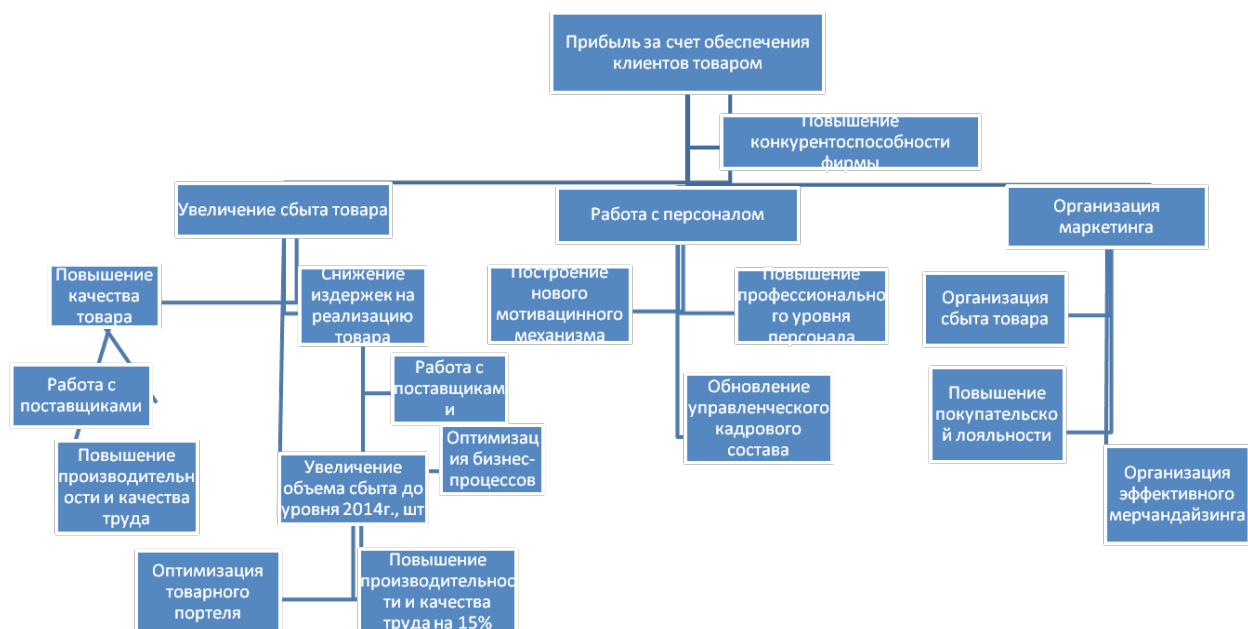 Прибыль за счет обеспечения
клиентов товаром
Повышение
конкурентоспособности
фирмы
Увеличение сбыта товара
Работа с персоналом
Организация
маркетинга
Повышение
качества
товара
Снижение
издержек на
реализацию
товара
Построение
нового
мотивацинного
механизма
Повышение
профессионально
го уровня
персонала
Организация
сбыта товара
Работа с
поставщиками
Работа с
поставщикам
и
Обновление
управленческого
кадрового
состава
Повышение
покупательско
й лояльности
Повышение
производительн
ости и качества
труда
Увеличение
объема сбыта до
уровня 2014г., шт
Оптимизац
ия бизнес-
процессов
Организация
эффективного
мерчандайзинга
Оптимизация
товарного
портеля
Повышение
производительнос
ти и качества
труда на 15%